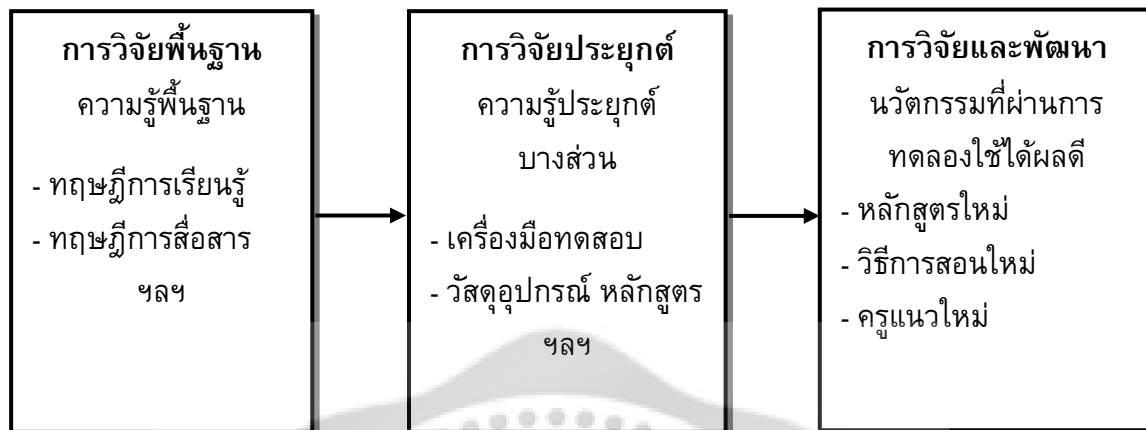 การวิจัยพื้นฐาน
ความรู้พื้นฐาน
- ทฤษฎีการเรียนรู้
- ทฤษฎีการสื่อสาร
ฯลฯ
การวิจัยประยุกต์
ความรู้ประยุกต์
บางส่วน
- เครื่องมือทดสอบ
- วัสดุอุปกรณ์ หลักสูตร
ฯลฯ
การวิจัยและพัฒนา
นวัตกรรมที่ผ่านการ
ทดลองใช้ได้ผลดี
- หลักสูตรใหม่
- วิธีการสอนใหม่
- ครูแนวใหม่